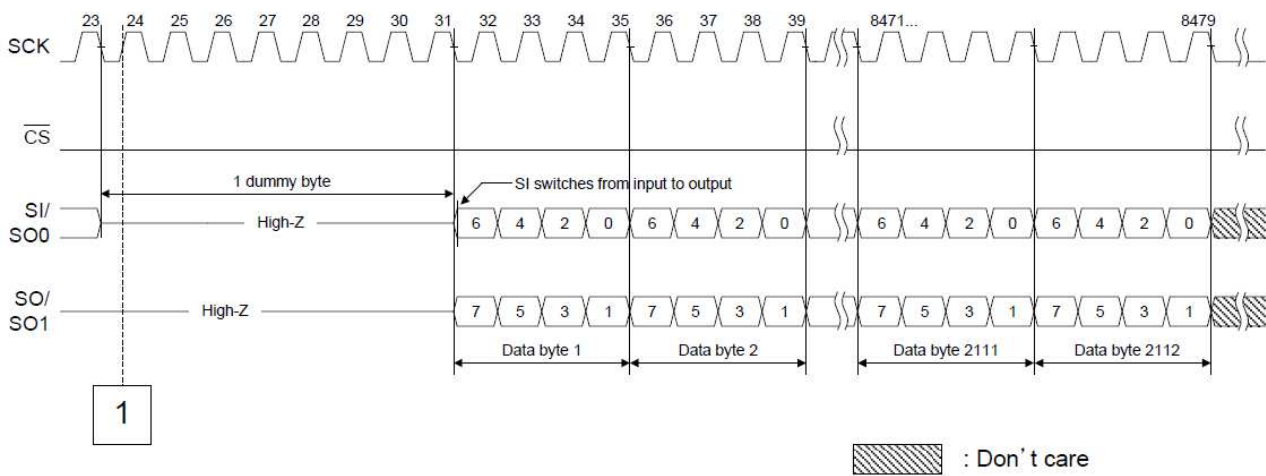 23 24 25 26 27 28 29 30 31 32 33 34 35 36 37 38 39 8471... 8479
SCK
CS
1 dummy byte
SI switches from input to output
SI/
SO0
High-Z
6 4 2 0 6 4 2 0 6 4 2 0 6 4 2 0
SO/
SO1
High-Z
7 5 3 1 7 5 3 1 7 5 3 1 7 5 3 1
Data byte 1 Data byte 2 Data byte 2111 Data byte 2112
1
: Don't care